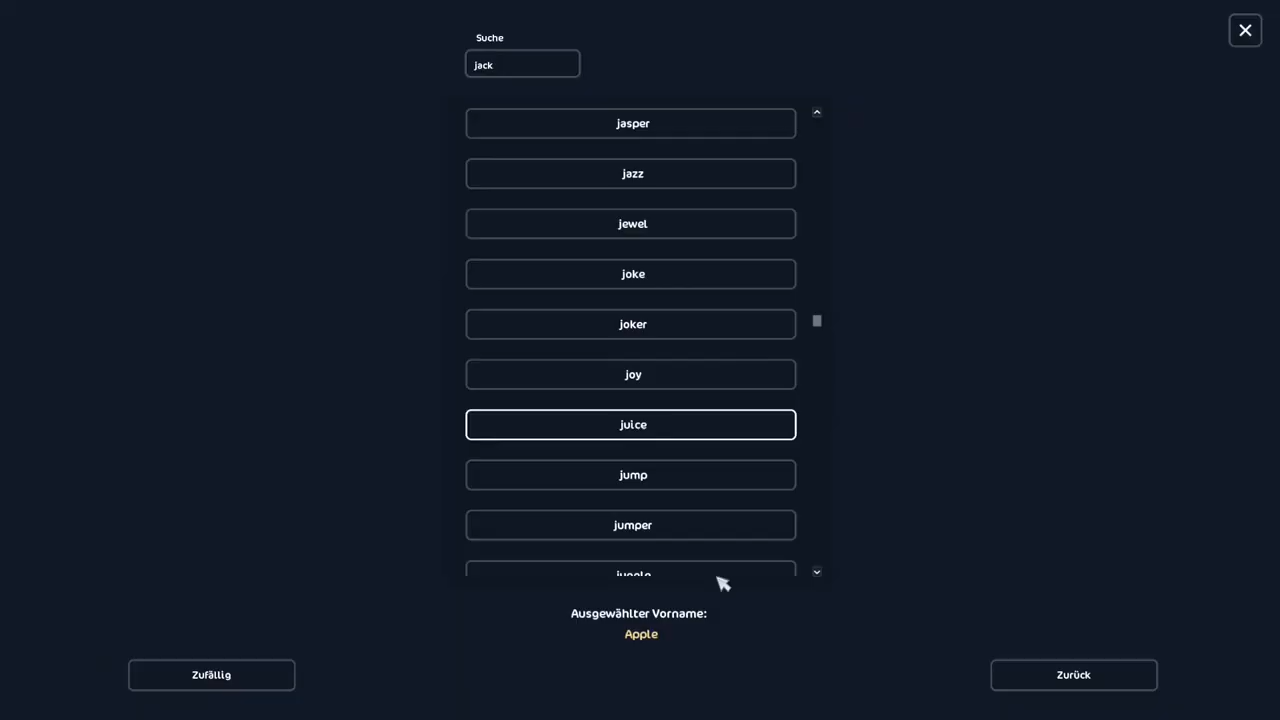 Suche
jack
jasper
jazz
jewel
joke
joker
joy
juice
jump
jumper
Ausgewählter Vorname:
Apple
Zufällig
Zurück